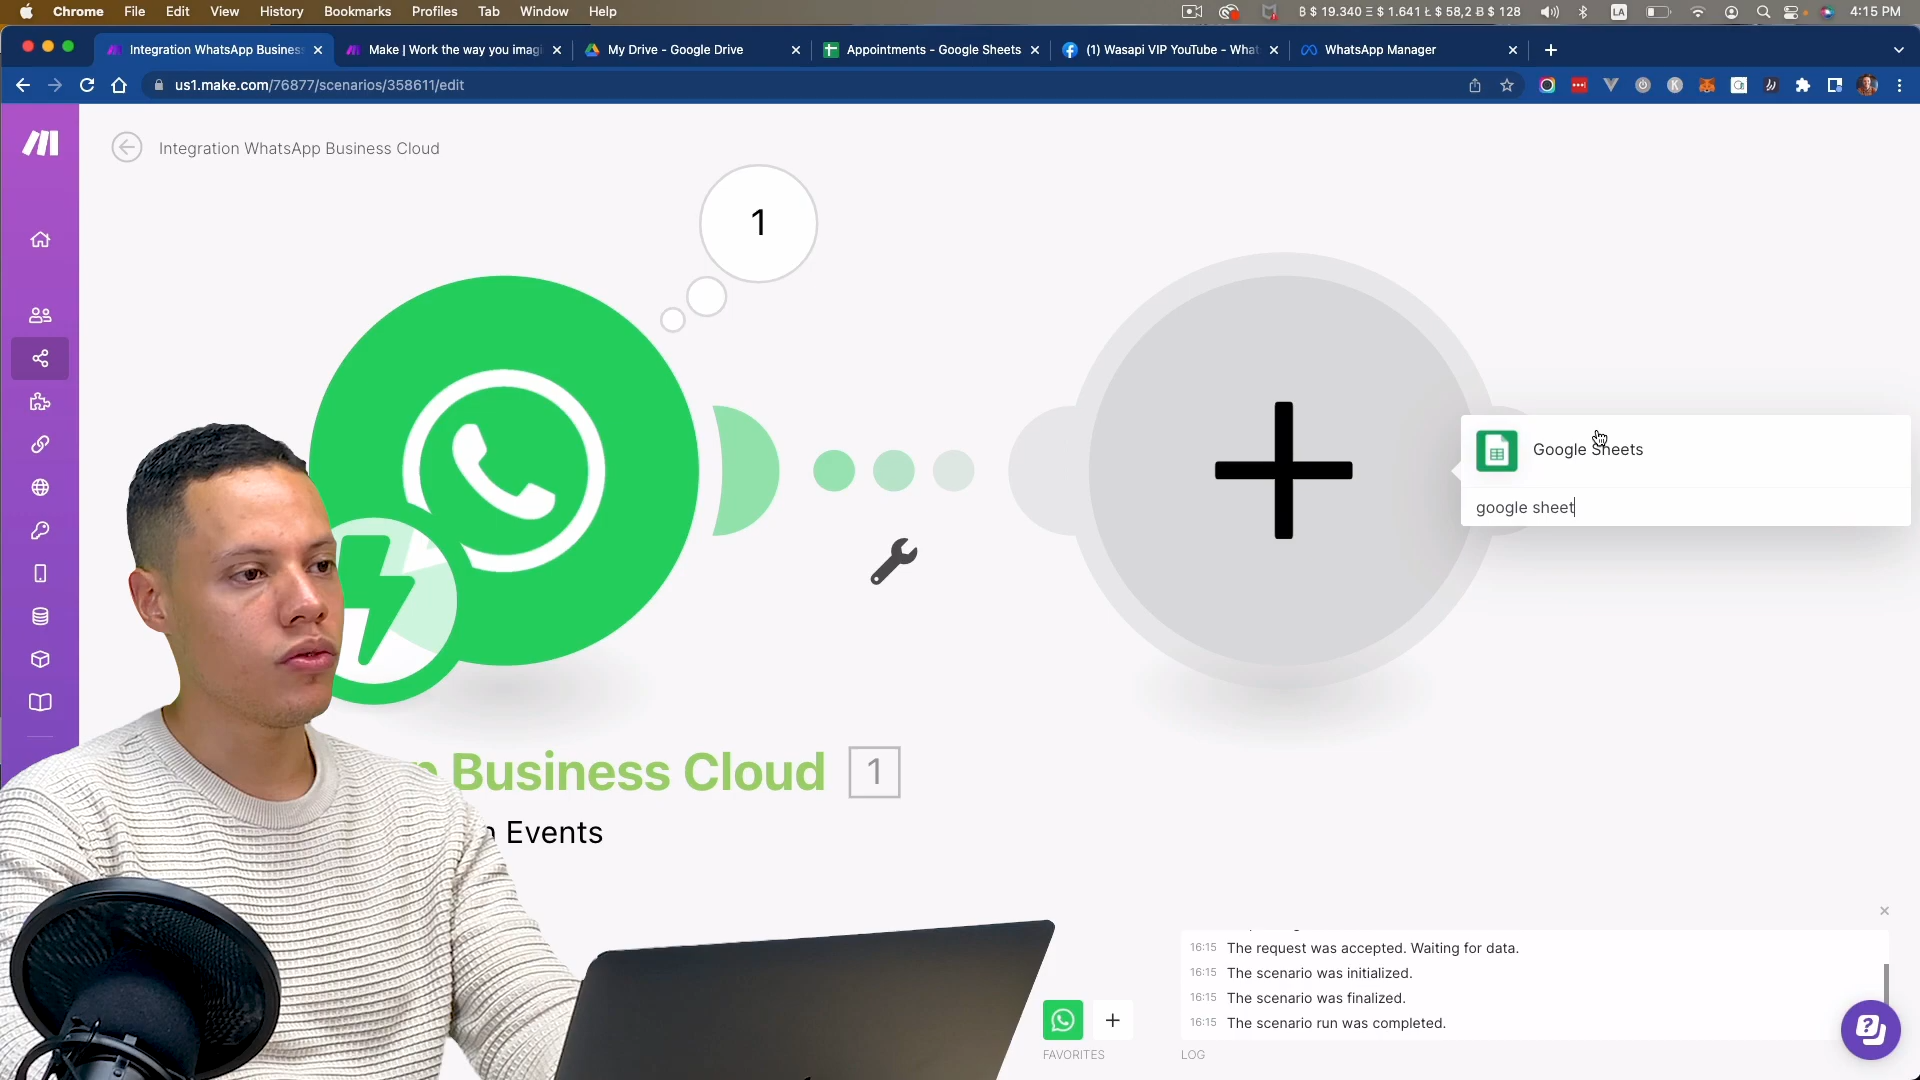 Chrome File Edit View History Bookmarks Profiles Tab Window Help
LA 4:15 PM
Integration WhatsApp Business
Make | Work the way you imagi
My Drive - Google Drive
Appointments - Google Sheets
(1) Wasapi VIP YouTube - What
WhatsApp Manager
us1.make.com/76877/scenarios/358611/edit
Integration WhatsApp Business Cloud
1
Google Sheets
google sheet
p Business Cloud 1
n Events
16:15 The request was accepted. Waiting for data.
16:15 The scenario was initialized.
16:15 The scenario was finalized.
16:15 The scenario run was completed.
FAVORITES
LOG